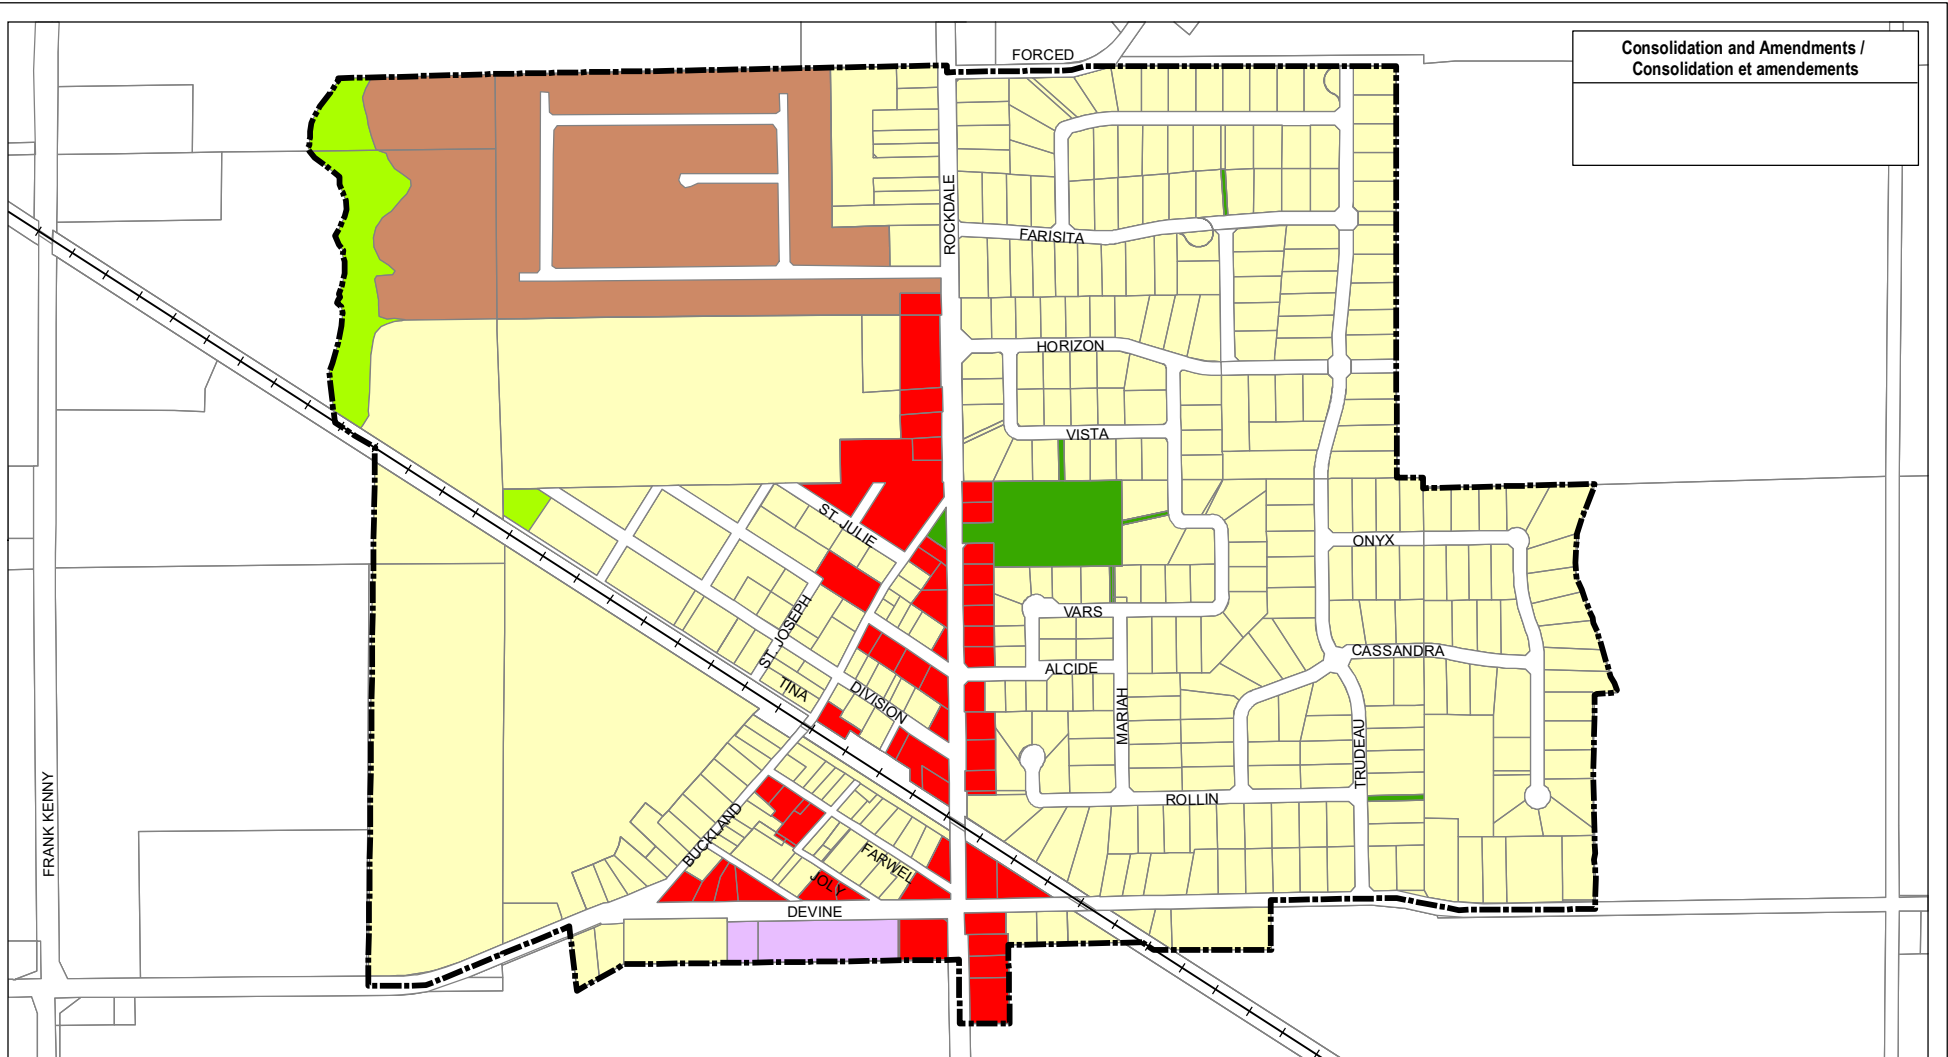 FORCED
Consolidation and Amendments /
Consolidation et amendements
ROCKDALE
FARISITA
HORIZON
VISTA
ST. JULIE
ONYX
ST. JOSEPH
VARS
CASSANDRA
ALCIDE
TINA
DIVISION
MARIAH
TRUDEAU
FRANK KENNY
ROLLIN
BUCKLAND
FARWEL
JOLY
DEVINE